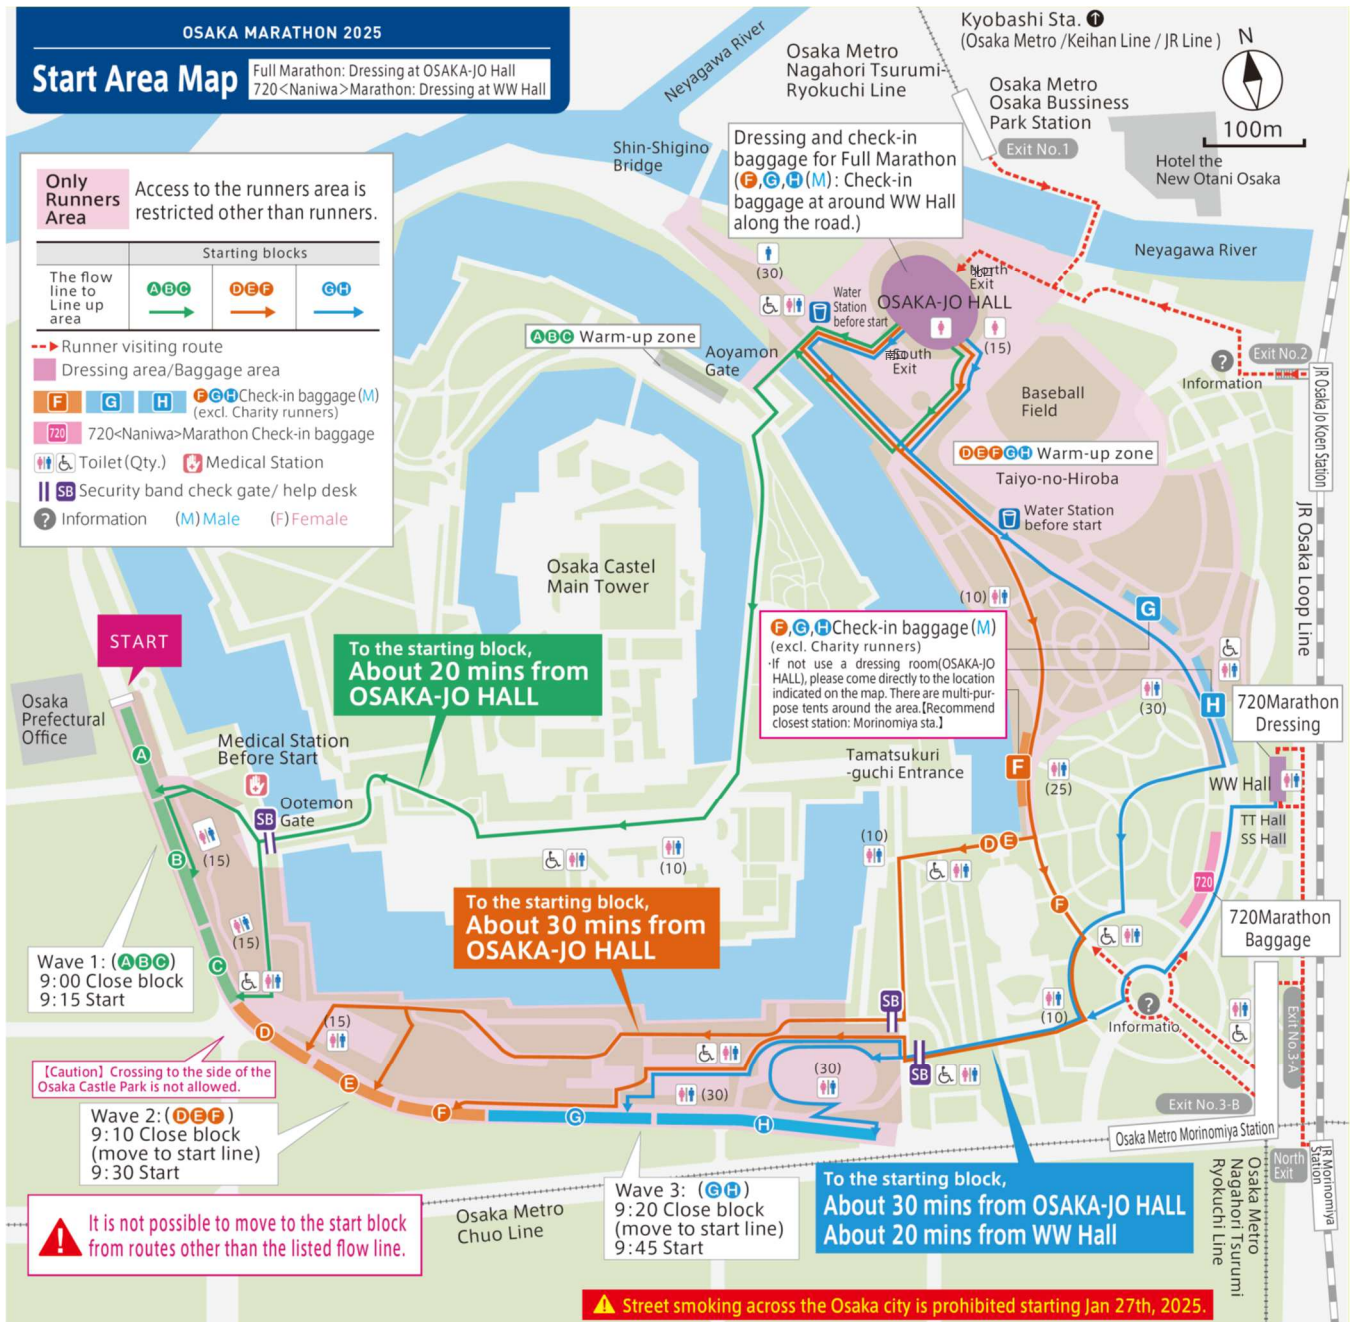 OSAKA MARATHON 2025
Start Area Map
Full Marathon: Dressing at OSAKA-JO Hall
720<Naniwa>Marathon: Dressing at WW Hall
Kyobashi Sta.
(Osaka Metro /Keihan Line / JR Line )
N
100m
Neyagawa River
Osaka Metro
Nagahori Tsurumi-
Ryokuchi Line
Osaka Metro
Osaka Bussiness
Park Station
Exit No.1
Hotel the
New Otani Osaka
Shin-Shigino
Bridge
Dressing and check-in
baggage for Full Marathon
(F,G,H(M): Check-in
baggage at around WW Hall
along the road.)
Neyagawa River
Only
Runners
Area
Access to the runners area is
restricted other than runners.
Starting blocks
The flow
line to
Line up
area
ABC
DEF
GH
Runner visiting route
Dressing area/Baggage area
F G H FGH Check-in baggage(M)
(excl. Charity runners)
720 720<Naniwa>Marathon Check-in baggage
Toilet(Qty.) Medical Station
SB Security band check gate/ help desk
? Information (M)Male (F)Female
(30)
North
Exit
OSAKA-JO HALL
Water
Station
before start
(15)
南口
South
Exit
ABC Warm-up zone
Aoyamon
Gate
?
Information
Exit No.2
JR Osaka Jo Koen Station
Baseball
Field
DEFGH Warm-up zone
Taiyo-no-Hiroba
Water Station
before start
JR Osaka Loop Line
Osaka Castel
Main Tower
(10)
G
F,G,H Check-in baggage(M)
(excl. Charity runners)
·If not use a dressing room(OSAKA-JO
HALL), please come directly to the location
indicated on the map. There are multi-pur-
pose tents around the area.【Recommend
closest station: Morinomiya sta.】
START
To the starting block,
About 20 mins from
OSAKA-JO HALL
Osaka
Prefectural
Office
(30)
H
720Marathon
Dressing
A
Medical Station
Before Start
Tamatsukuri
-guchi Entrance
F
(25)
WW Hall
TT Hall
SS Hall
SB
Ootemon
Gate
(15)
B
(10)
(10)
D E
720
To the starting block,
About 30 mins from
OSAKA-JO HALL
F
720Marathon
Baggage
(15)
C
Wave 1: (ABC)
9:00 Close block
9:15 Start
SB
(10)
?
Informatio
Exit No.3-A
D
(15)
【Caution】Crossing to the side of the
Osaka Castle Park is not allowed.
E
(30)
(30)
SB
Exit No.3-B
F
G
H
Wave 2: (DEF)
9:10 Close block
(move to start line)
9:30 Start
Osaka Metro Morinomiya Station
North
Exit
JR Morinomiya
Station
Osaka Metro
Nagahori Tsurumi
Ryokuchi Line
Wave 3: (GH)
9:20 Close block
(move to start line)
9:45 Start
To the starting block,
About 30 mins from OSAKA-JO HALL
About 20 mins from WW Hall
It is not possible to move to the start block
from routes other than the listed flow line.
Osaka Metro
Chuo Line
Street smoking across the Osaka city is prohibited starting Jan 27th, 2025.